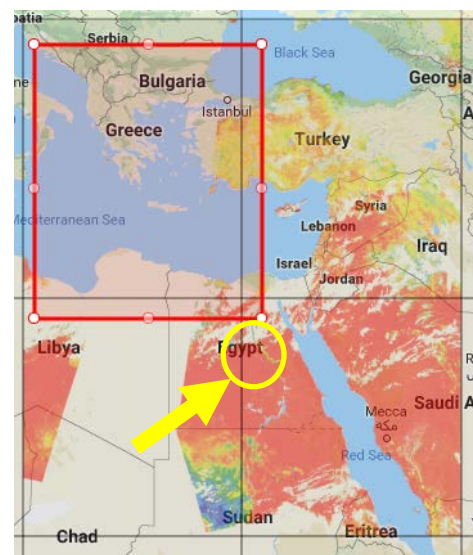 Serbia
Black Sea
Bulgaria
Georgia
Istanbul
Greece
Turkey
Syria
Mediterranean Sea
Lebanon
Iraq
Israel
Jordan
Libya
Egypt
Mecca
مكة
Saudi A
Red Sea
Sudan
Chad
Eritrea